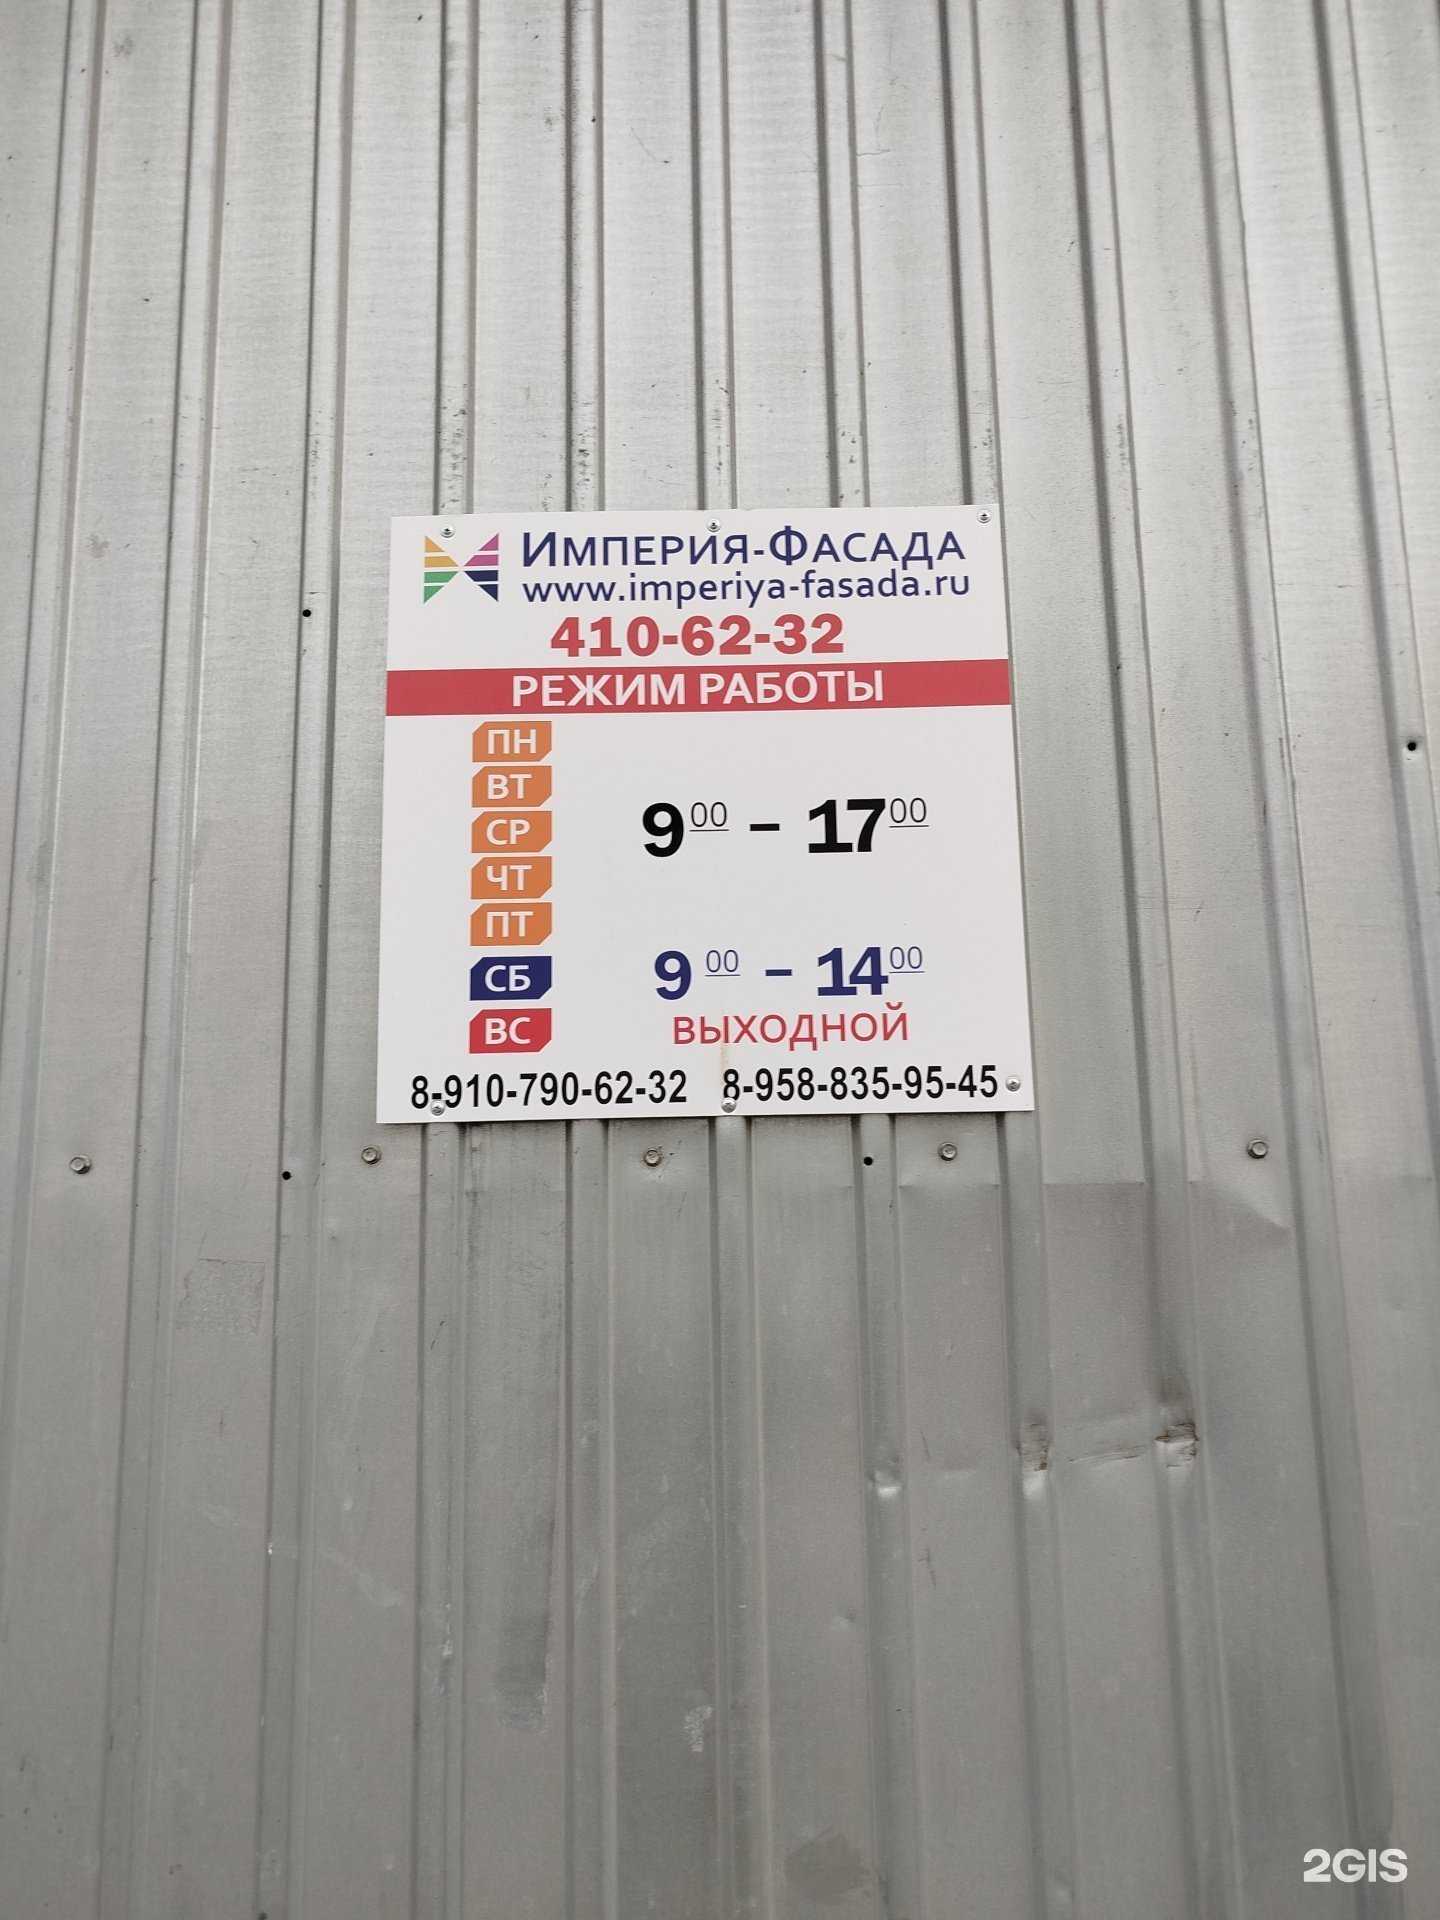 ИМПЕРИЯ-ФАСАДА
www.imperiya-fasada.ru
410-62-32
РЕЖИМ РАБОТЫ
ПН
ВТ
СР 9 00 - 17 00
ЧТ
ПТ
СБ 9 00 - 14 00
ВС ВЫХОДНОЙ
8-910-790-62-32 8-958-835-95-45
2GIS